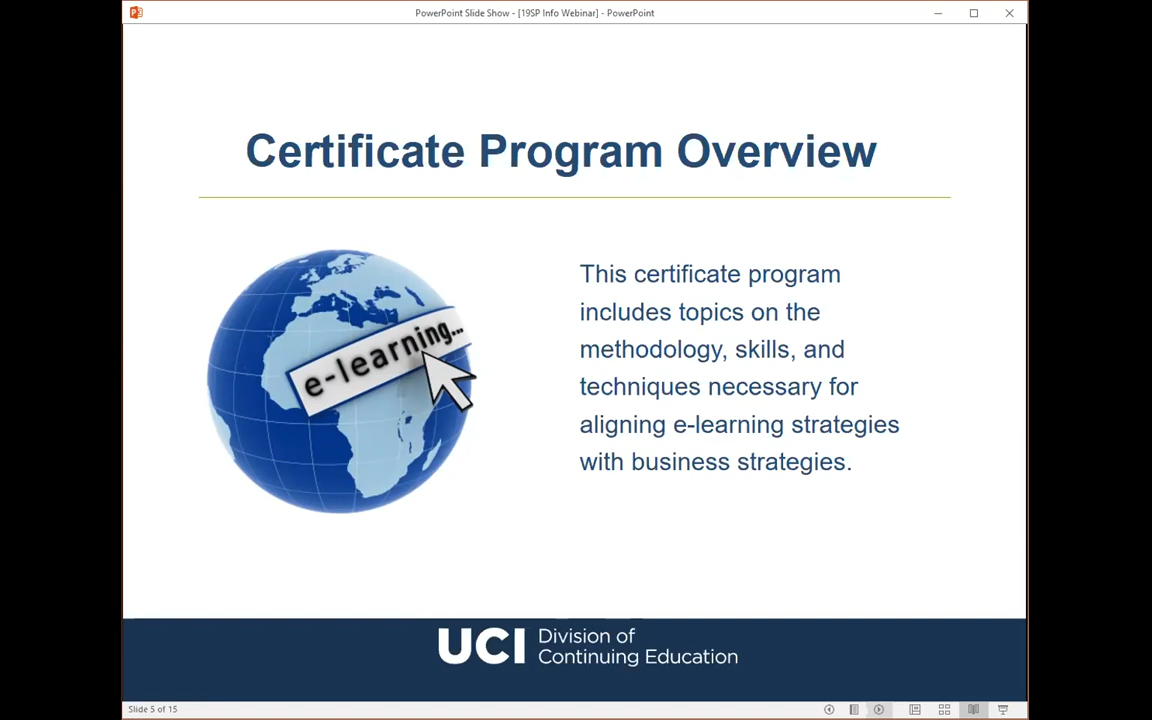 PowerPoint Slide Show - [19SP Info Webinar] - PowerPoint
Certificate Program Overview
e-learning...
This certificate program
includes topics on the
methodology, skills, and
techniques necessary for
aligning e-learning strategies
with business strategies.
UCI Division of
Continuing Education
Slide 5 of 15